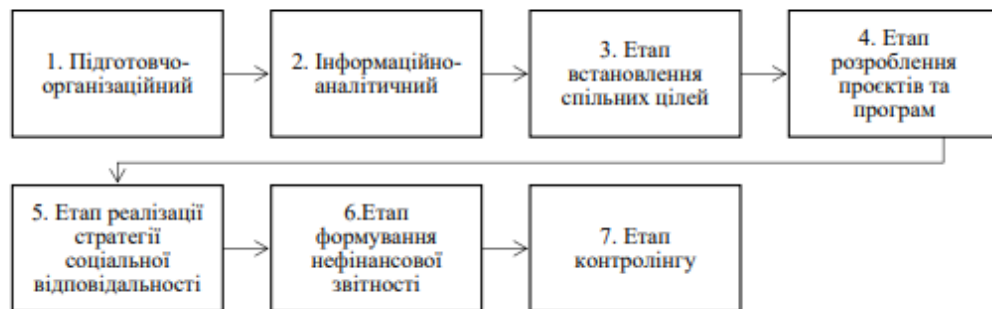 1. Підготовчо-
організаційний
2. Інформаційно-
аналітичний
3. Етап
встановлення
спільних цілей
4. Етап
розроблення
проєктів та
програм
5. Етап реалізації
стратегії
соціальної
відповідальності
6.Етап
формування
нефінансової
звітності
7. Етап
контролінгу